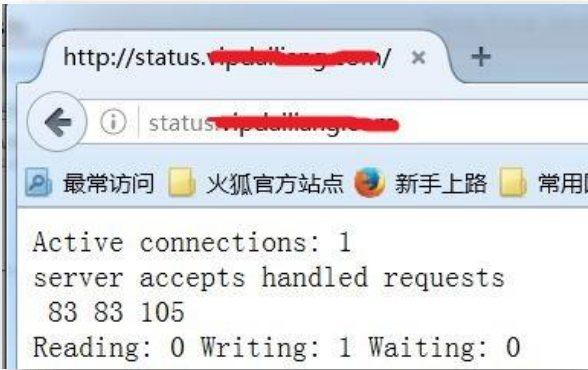 http://status. /
status.
最常访问 火狐官方站点 新手上路 常用
Active connections: 1
server accepts handled requests
83 83 105
Reading: 0 Writing: 1 Waiting: 0